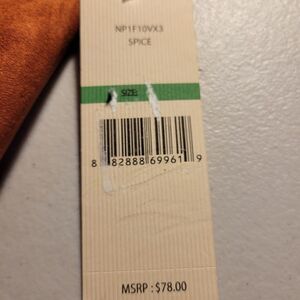 NP1F10VX3
SPICE
SIZE:
8 82888 69961 9
MSRP : $78.00